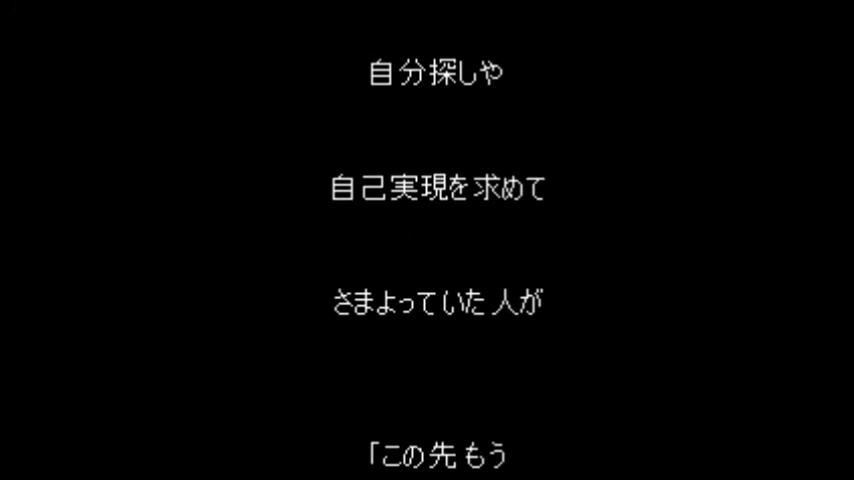 自分探しや
自己実現を求めて
さまよっていた人が
「この先もう